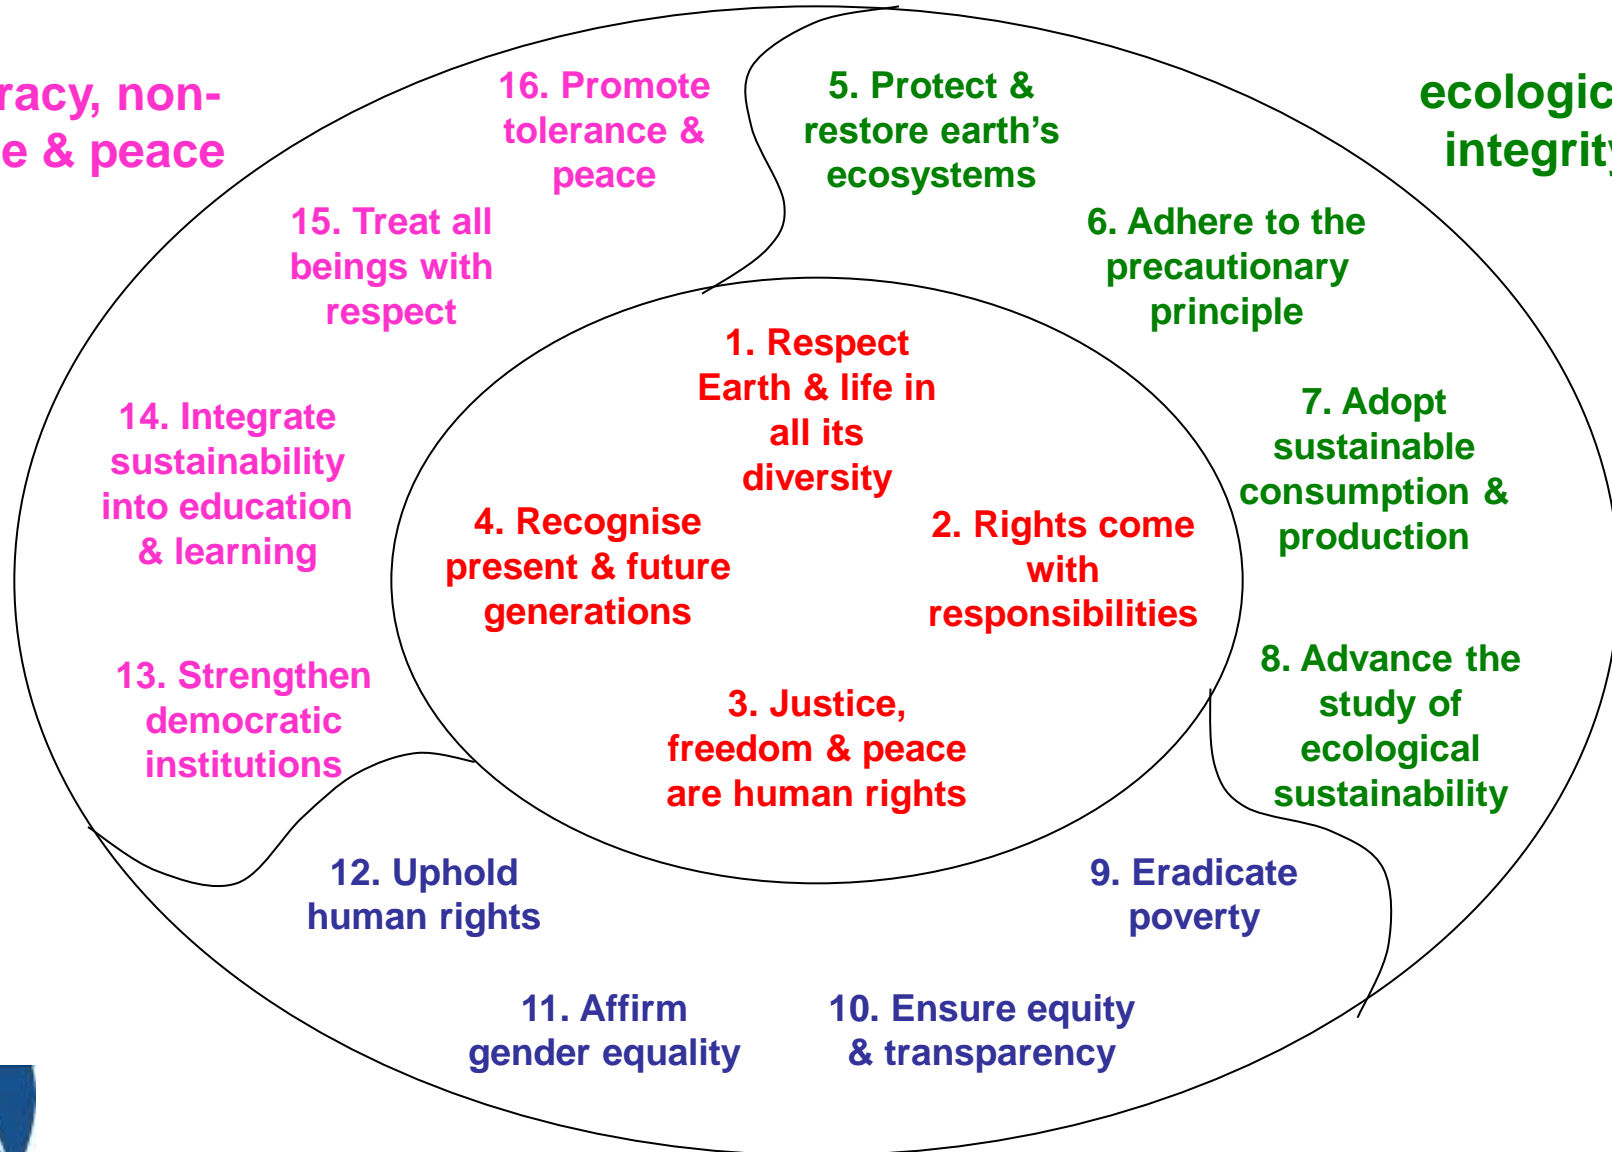 racy, non-
e & peace
16. Promote
tolerance &
peace
5. Protect &
restore earth's
ecosystems
ecologic
integrity
15. Treat all
beings with
respect
6. Adhere to the
precautionary
principle
1. Respect
Earth & life in
all its
diversity
14. Integrate
sustainability
into education
& learning
7. Adopt
sustainable
consumption &
production
4. Recognise
present & future
generations
2. Rights come
with
responsibilities
13. Strengthen
democratic
institutions
3. Justice,
freedom & peace
are human rights
8. Advance the
study of
ecological
sustainability
12. Uphold
human rights
9. Eradicate
poverty
11. Affirm
gender equality
10. Ensure equity
& transparency